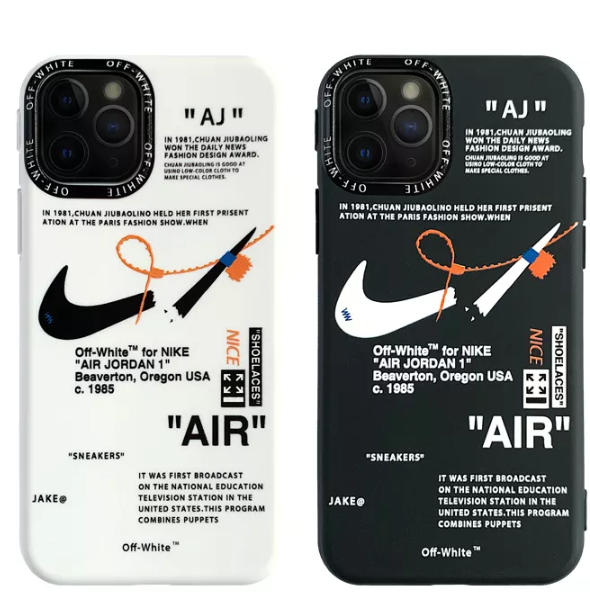 OFF-WHITE OFF-WHITE OFF-WHITE
"AJ"
IN 1981,CHUAN JIUBAOLING
WON THE DAILY NEWS
FASHION DESIGN AWARD.
CHUAN JIUBAOLING IS GOOD AT
USING LOW-COLOR CLOTH TO
MAKE SPECIAL CLOTHES.
IN 1981,CHUAN JIUBAOLINO HELD HER FIRST PRISENT
ATION AT THE PARIS FASHION SHOW.WHEN
Off-White™ for NIKE
"AIR JORDAN 1"
Beaverton, Oregon USA
c. 1985
NICE
"SHOELACES"
"AIR"
"SNEAKERS"
IT WAS FIRST BROADCAST
ON THE NATIONAL EDUCATION
TELEVISION STATION IN THE
UNITED STATES.THIS PROGRAM
COMBINES PUPPETS
JAKE@
Off-White™
OFF-WHITE OFF-WHITE OFF-WHITE
"AJ"
IN 1981,CHUAN JIUBAOLING
WON THE DAILY NEWS
FASHION DESIGN AWARD.
CHUAN JIUBAOLING IS GOOD AT
USING LOW-COLOR CLOTH TO
MAKE SPECIAL CLOTHES.
IN 1981,CHUAN JIUBAOLINO HELD HER FIRST PRISENT
ATION AT THE PARIS FASHION SHOW.WHEN
Off-White™ for NIKE
"AIR JORDAN 1"
Beaverton, Oregon USA
c. 1985
NICE
"SHOELACES"
"AIR"
"SNEAKERS"
IT WAS FIRST BROADCAST
ON THE NATIONAL EDUCATION
TELEVISION STATION IN THE
UNITED STATES.THIS PROGRAM
COMBINES PUPPETS
JAKE@
Off-White™